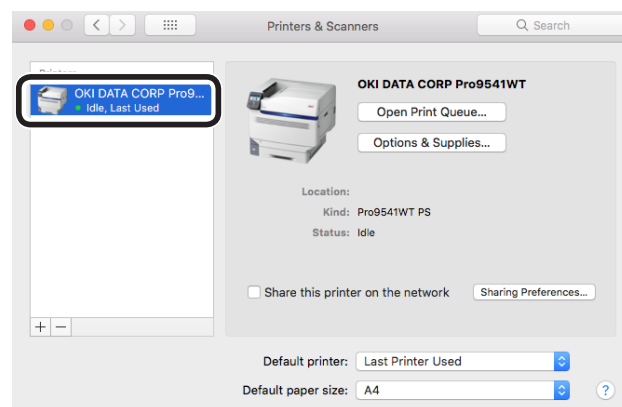 Printers & Scanners
Search
Printers
OKI DATA CORP Pro9...
Idle, Last Used
OKI DATA CORP Pro9541WT
Open Print Queue...
Options & Supplies...
Location:
Kind: Pro9541WT PS
Status: Idle
Share this printer on the network
Sharing Preferences...
+ −
Default printer: Last Printer Used
Default paper size: A4
?